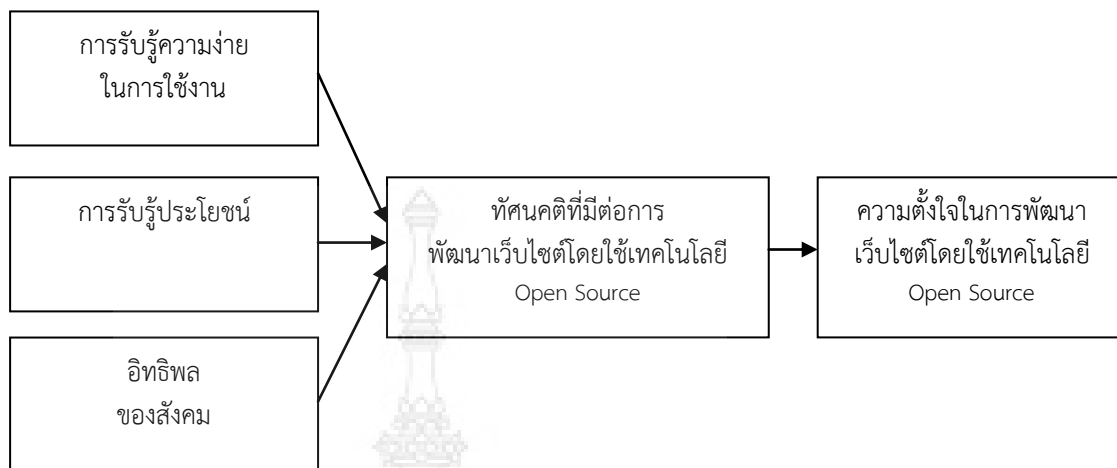 การรับรู้ความง่าย
ในการใช้งาน
การรับรู้ประโยชน์
อิทธิพล
ของสังคม
ทัศนคติที่มีต่อการ
พัฒนาเว็บไซต์โดยใช้เทคโนโลยี
Open Source
ความตั้งใจในการพัฒนา
เว็บไซต์โดยใช้เทคโนโลยี
Open Source